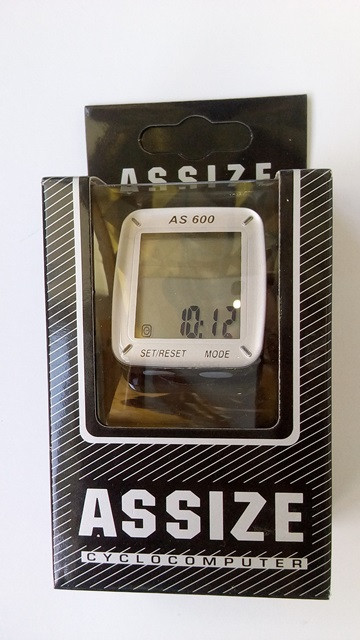 ASSIZE
AS 600
10:12
SET/RESET MODE
ASSIZE
CYCLOCOMPUTER